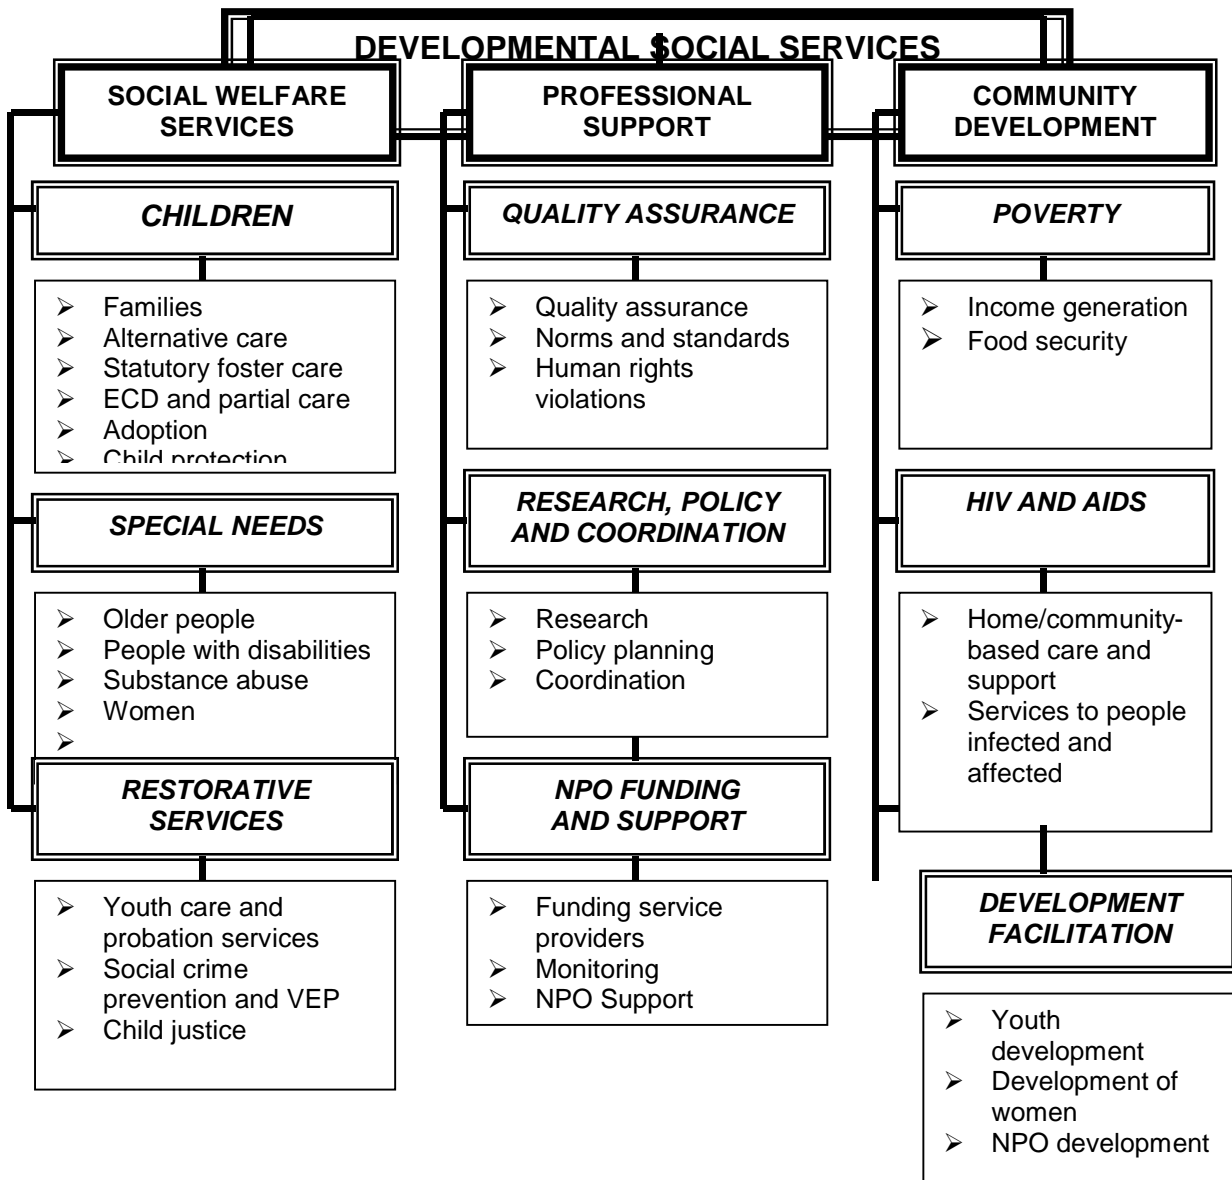 DEVELOPMENTAL SOCIAL SERVICES
SOCIAL WELFARE
SERVICES
CHILDREN
➢ Families
➢ Alternative care
➢ Statutory foster care
➢ ECD and partial care
➢ Adoption
➢ Child protection
SPECIAL NEEDS
➢ Older people
➢ People with disabilities
➢ Substance abuse
➢ Women
➢
RESTORATIVE
SERVICES
➢ Youth care and
probation services
➢ Social crime
prevention and VEP
➢ Child justice
PROFESSIONAL
SUPPORT
QUALITY ASSURANCE
➢ Quality assurance
➢ Norms and standards
➢ Human rights
violations
RESEARCH, POLICY
AND COORDINATION
➢ Research
➢ Policy planning
➢ Coordination
NPO FUNDING
AND SUPPORT
➢ Funding service
providers
➢ Monitoring
➢ NPO Support
COMMUNITY
DEVELOPMENT
POVERTY
➢ Income generation
➢ Food security
HIV AND AIDS
➢ Home/community-
based care and
support
➢ Services to people
infected and
affected
DEVELOPMENT
FACILITATION
➢ Youth
development
➢ Development of
women
➢ NPO development